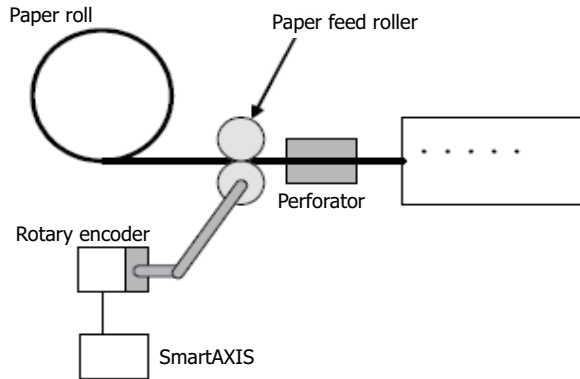 Paper roll
Paper feed roller
Perforator
Rotary encoder
SmartAXIS